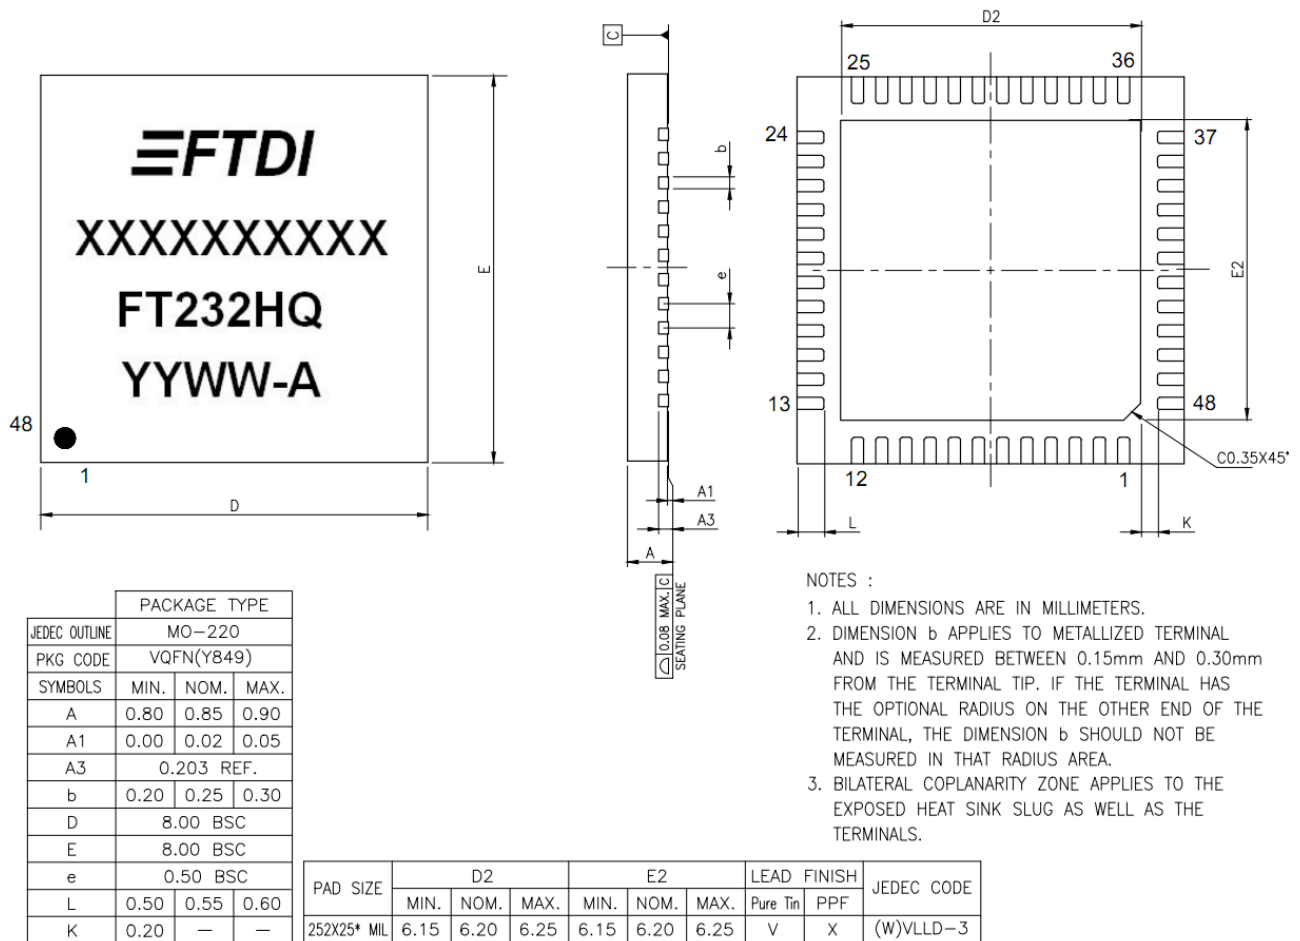 FTDI
XXXXXXXXXX
FT232HQ
YYWW-A
48
1
D
E
C
b
e
A1
A3
A
0.08 MAX. C
SEATING PLANE
D2
25
36
24
37
E2
13
48
12
1
C0.35X45°
L
K
PACKAGE TYPE
JEDEC OUTLINE MO-220
PKG CODE VQFN(Y849)
SYMBOLS MIN. NOM. MAX.
A 0.80 0.85 0.90
A1 0.00 0.02 0.05
A3 0.203 REF.
b 0.20 0.25 0.30
D 8.00 BSC
E 8.00 BSC
e 0.50 BSC
L 0.50 0.55 0.60
K 0.20 — —
NOTES :
1. ALL DIMENSIONS ARE IN MILLIMETERS.
2. DIMENSION b APPLIES TO METALLIZED TERMINAL
AND IS MEASURED BETWEEN 0.15mm AND 0.30mm
FROM THE TERMINAL TIP. IF THE TERMINAL HAS
THE OPTIONAL RADIUS ON THE OTHER END OF THE
TERMINAL, THE DIMENSION b SHOULD NOT BE
MEASURED IN THAT RADIUS AREA.
3. BILATERAL COPLANARITY ZONE APPLIES TO THE
EXPOSED HEAT SINK SLUG AS WELL AS THE
TERMINALS.
PAD SIZE D2 E2 LEAD FINISH JEDEC CODE
MIN. NOM. MAX. MIN. NOM. MAX. Pure Tin PPF
252X25* MIL 6.15 6.20 6.25 6.15 6.20 6.25 V X (W)VLLD-3